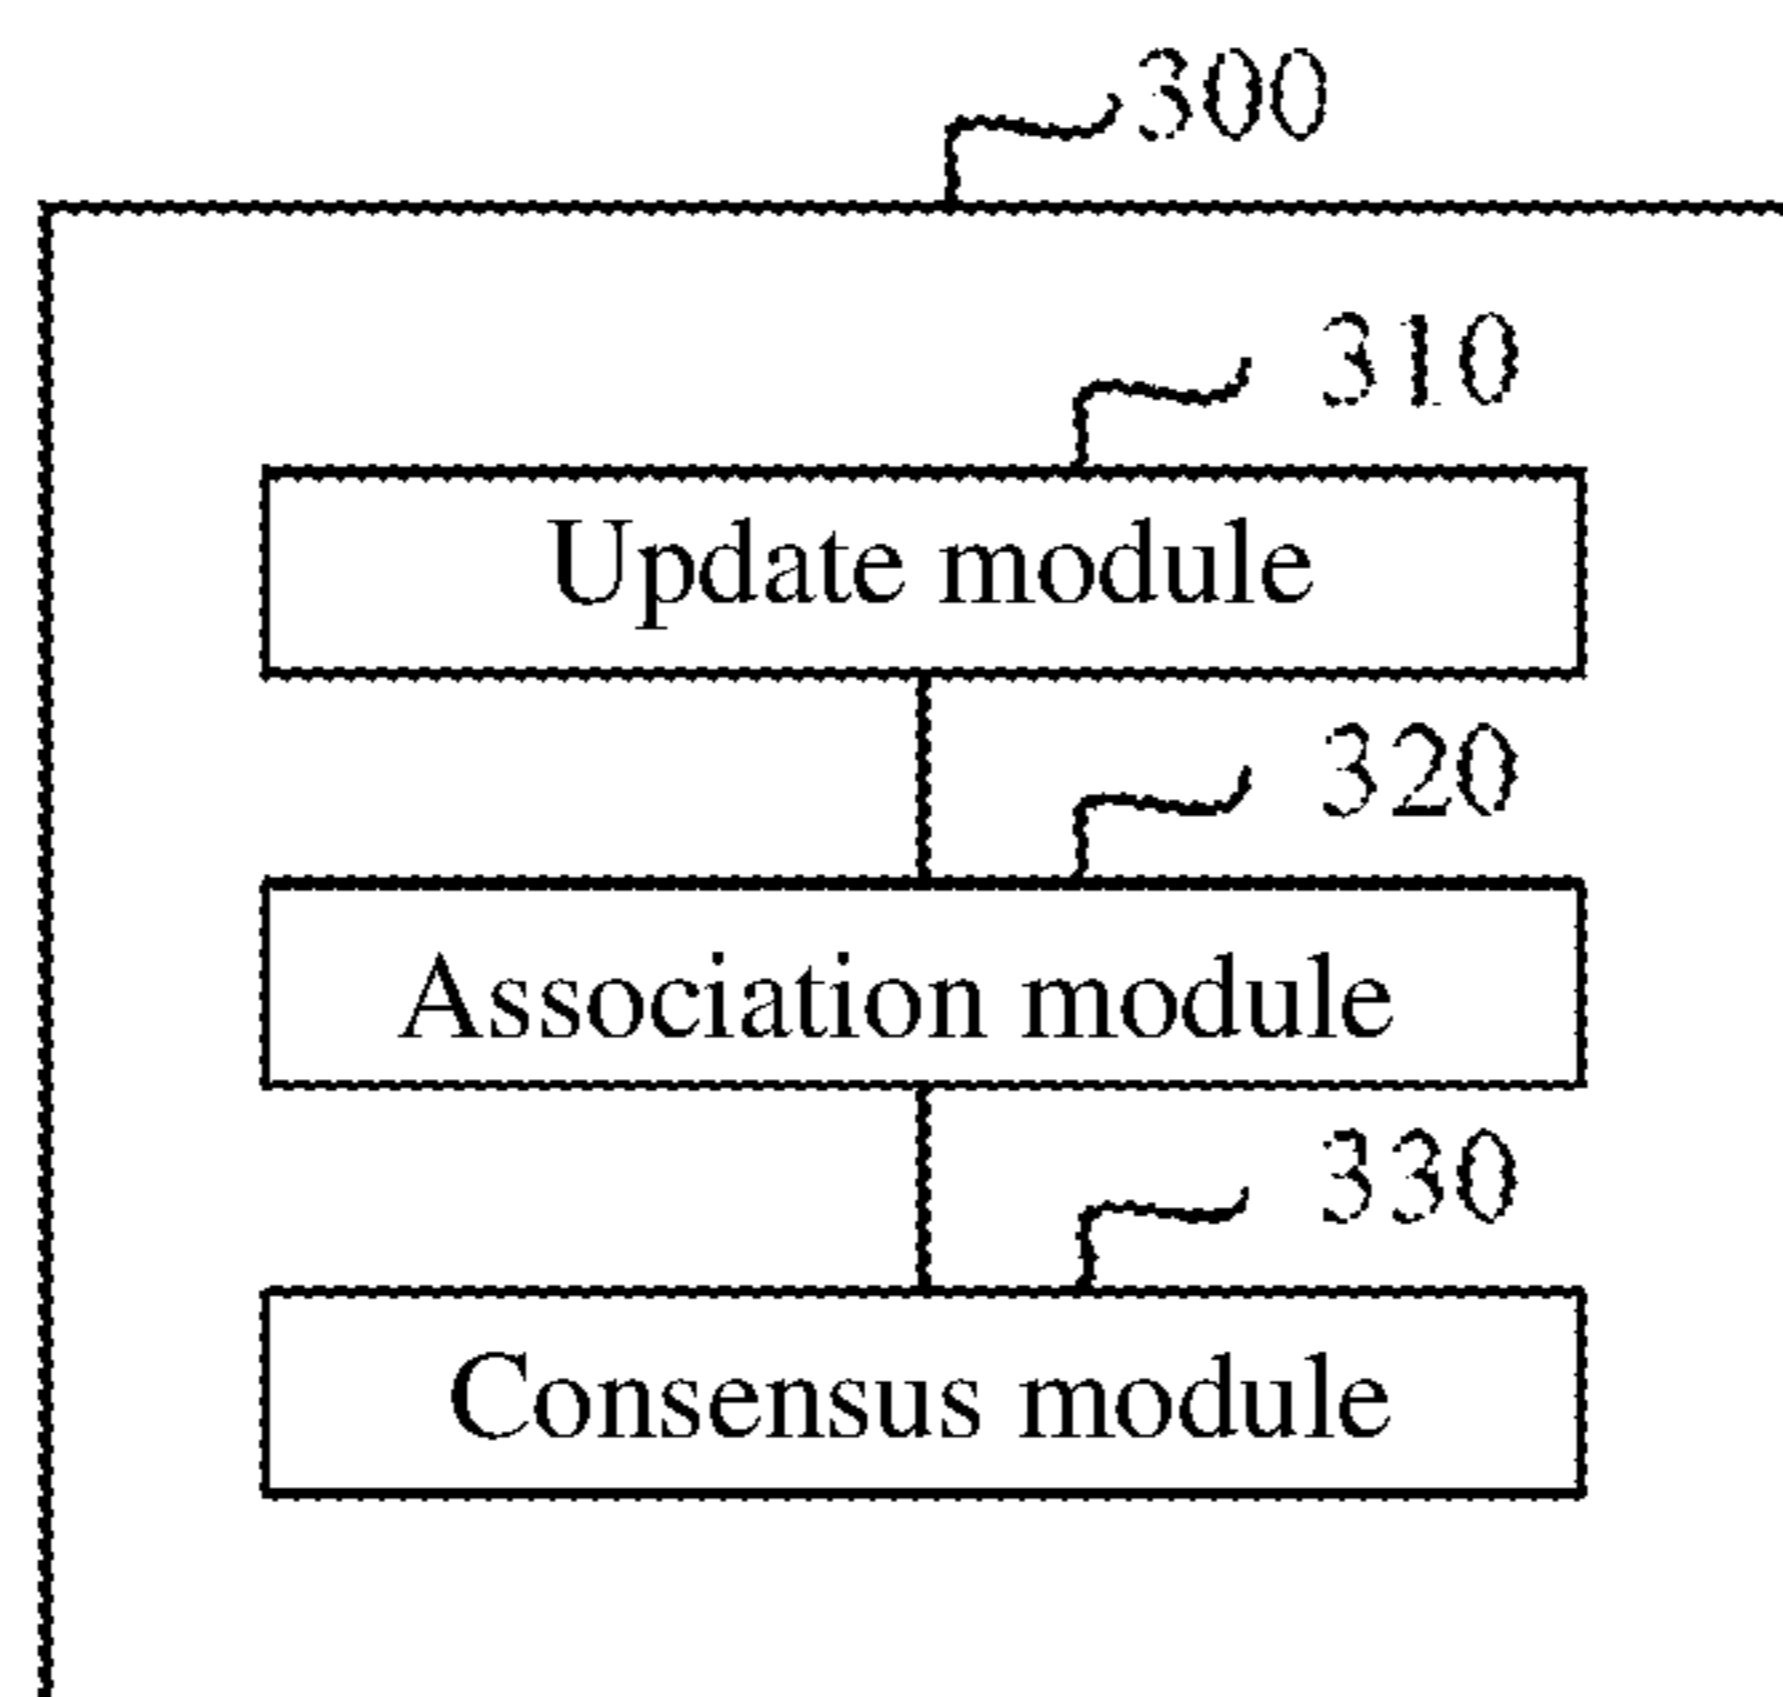 300
310
Update module
320
Association module
330
Consensus module